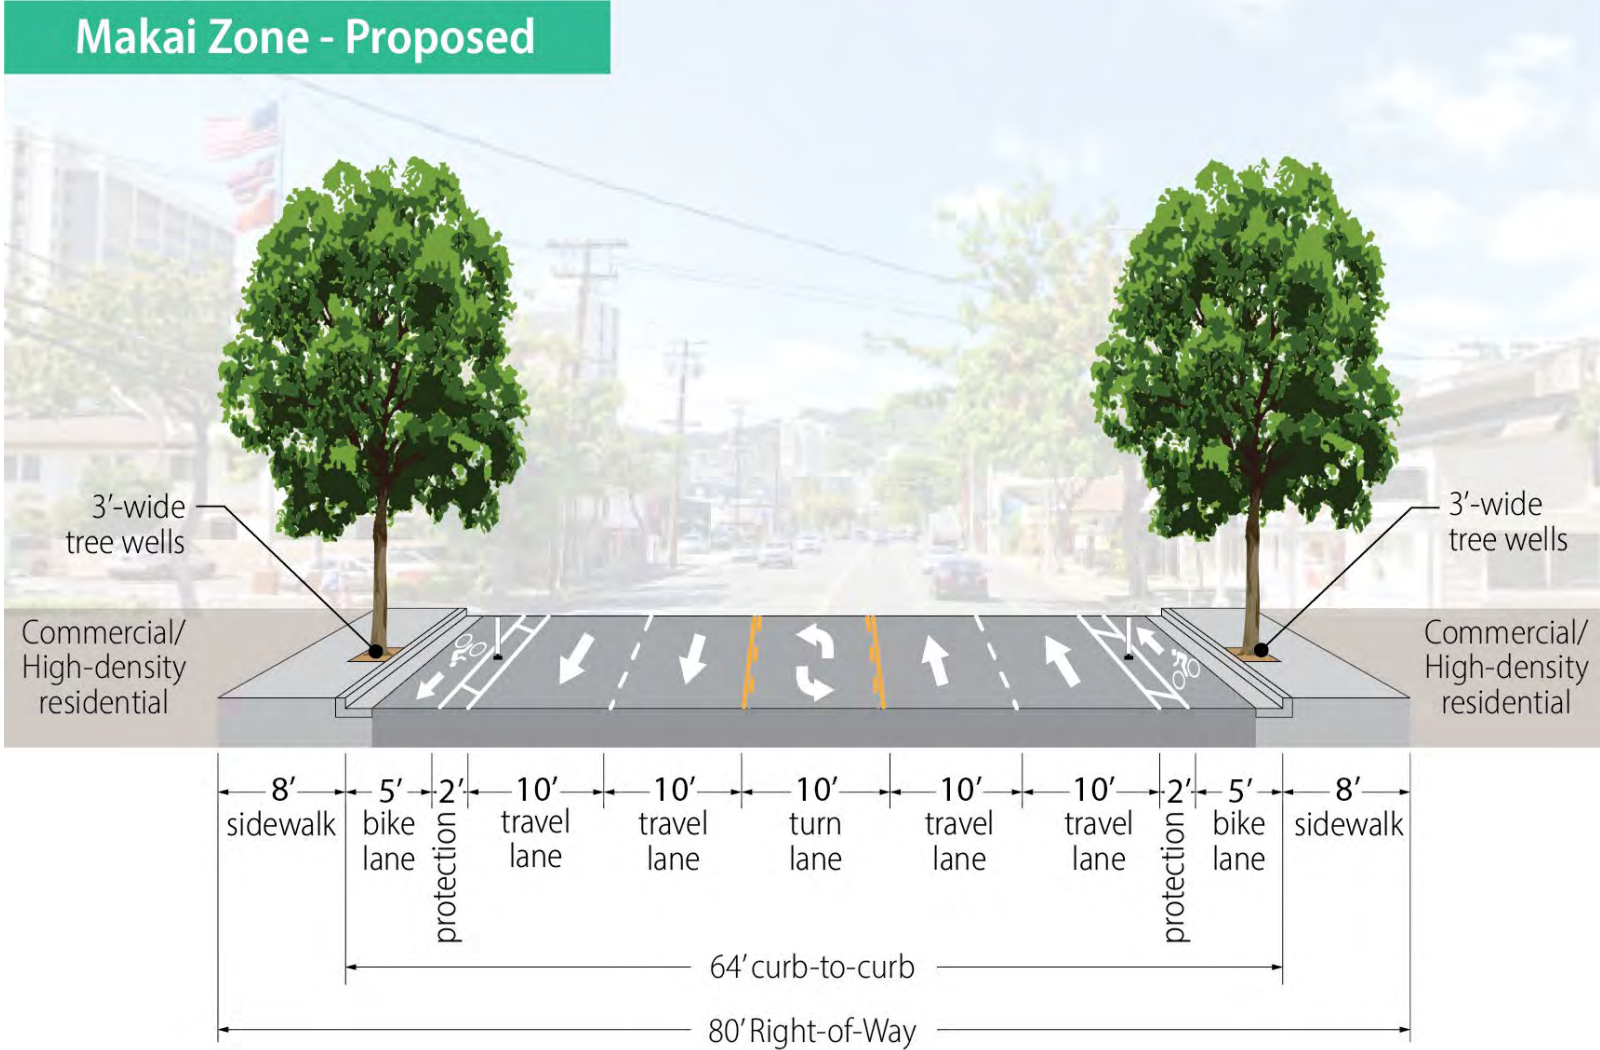 Makai Zone - Proposed
3’-wide
tree wells
3’-wide
tree wells
Commercial/
High-density
residential
Commercial/
High-density
residential
8’ 5’ 2’ 10’ 10’ 10’ 10’ 10’ 2’ 5’ 8’
sidewalk
bike
lane
protection
travel
lane
travel
lane
turn
lane
travel
lane
travel
lane
protection
bike
lane
sidewalk
64’ curb-to-curb
80’ Right-of-Way